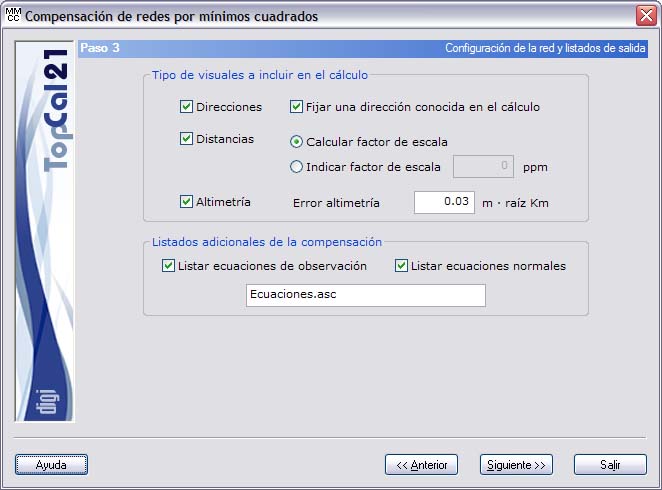 MM
CC
Compensación de redes por mínimos cuadrados
Paso 3
Configuración de la red y listados de salida
TopCal 21
digi
Tipo de visuales a incluir en el cálculo
Direcciones
Fijar una dirección conocida en el cálculo
Distancias
Calcular factor de escala
Indicar factor de escala 0 ppm
Altimetría
Error altimetría 0.03 m · raíz Km
Listados adicionales de la compensación
Listar ecuaciones de observación
Listar ecuaciones normales
Ecuaciones.asc
Ayuda
<< Anterior
Siguiente >>
Salir